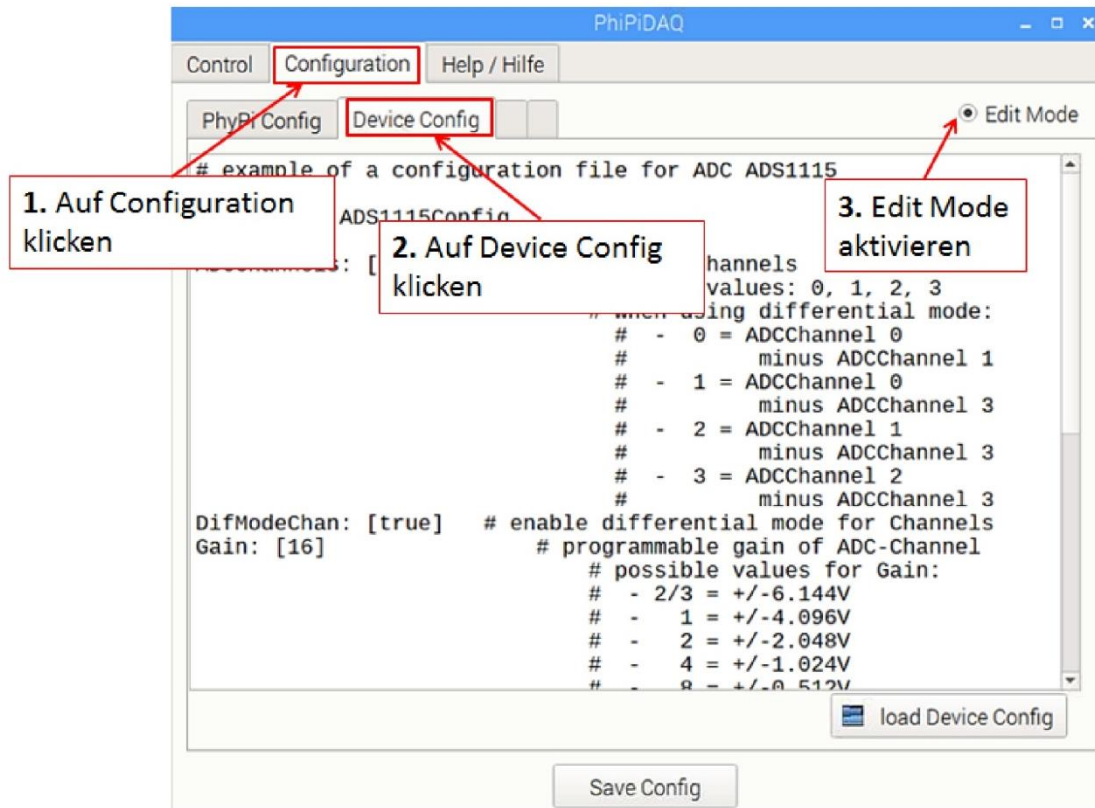 PhiPiDAQ
Control Configuration Help / Hilfe
PhyPi Config Device Config
Edit Mode
# example of a configuration file for ADC ADS1115
ADS1115Config
1. Auf Configuration
klicken
2. Auf Device Config
klicken
3. Edit Mode
aktivieren
[
values: 0, 1, 2, 3
# when using differential mode:
# - 0 = ADCChannel 0
# minus ADCChannel 1
# - 1 = ADCChannel 0
# minus ADCChannel 3
# - 2 = ADCChannel 1
# minus ADCChannel 3
# - 3 = ADCChannel 2
# minus ADCChannel 3
DifModeChan: [true] # enable differential mode for Channels
Gain: [16] # programmable gain of ADC-Channel
# possible values for Gain:
# - 2/3 = +/-6.144V
# - 1 = +/-4.096V
# - 2 = +/-2.048V
# - 4 = +/-1.024V
# - 8 = +/-0.512V
load Device Config
Save Config